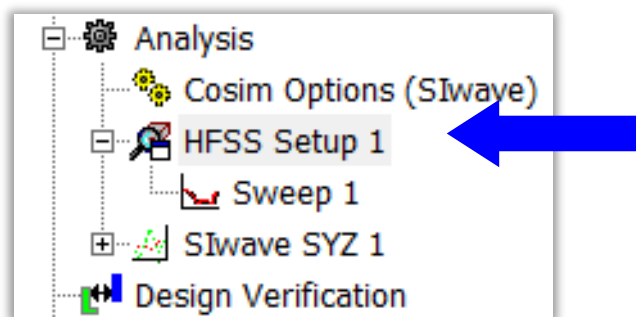 Analysis
Cosim Options (SIwave)
HFSS Setup 1
Sweep 1
SIwave SYZ 1
Design Verification